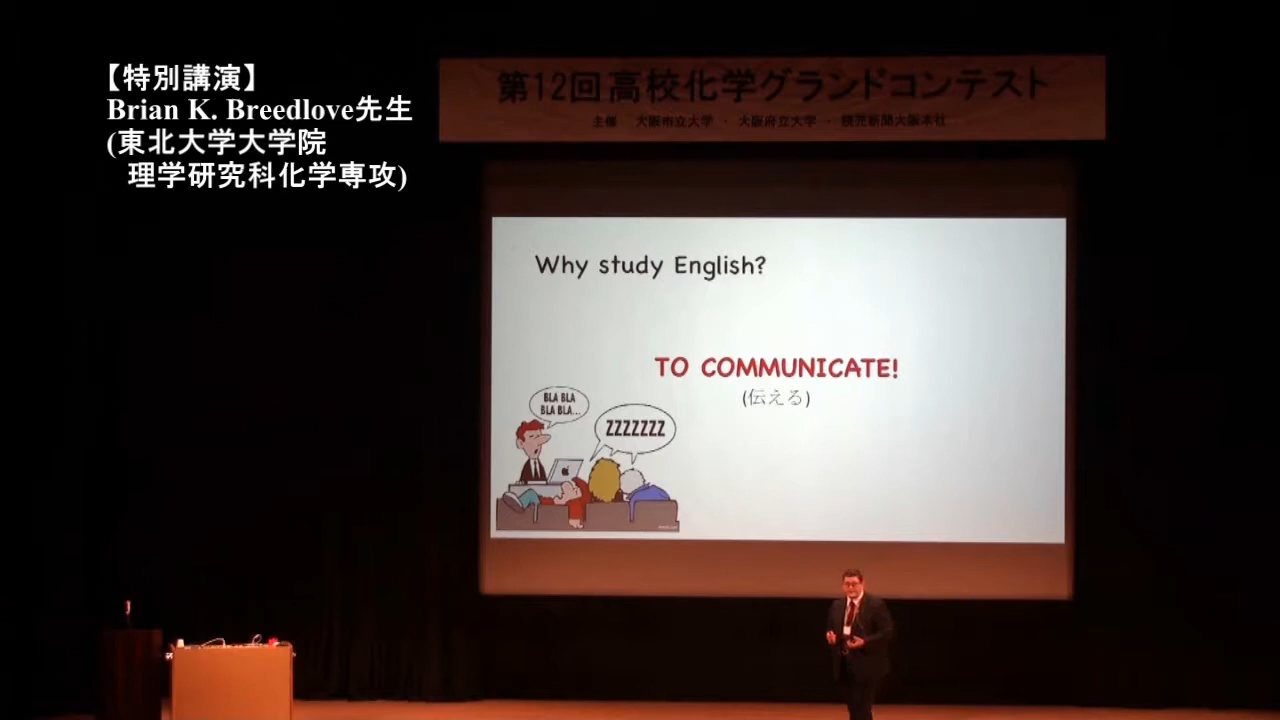 【特別講演】
Brian K. Breedlove先生
(東北大学大学院
理学研究科化学専攻)
第12回高校化学グランドコンテスト
主催 大阪市立大学 ・ 大阪府立大学 ・ 読売新聞大阪本社
Why study English?
TO COMMUNICATE!
(伝える)
BLA BLA
BLA BLA...
ZZZZZZZ